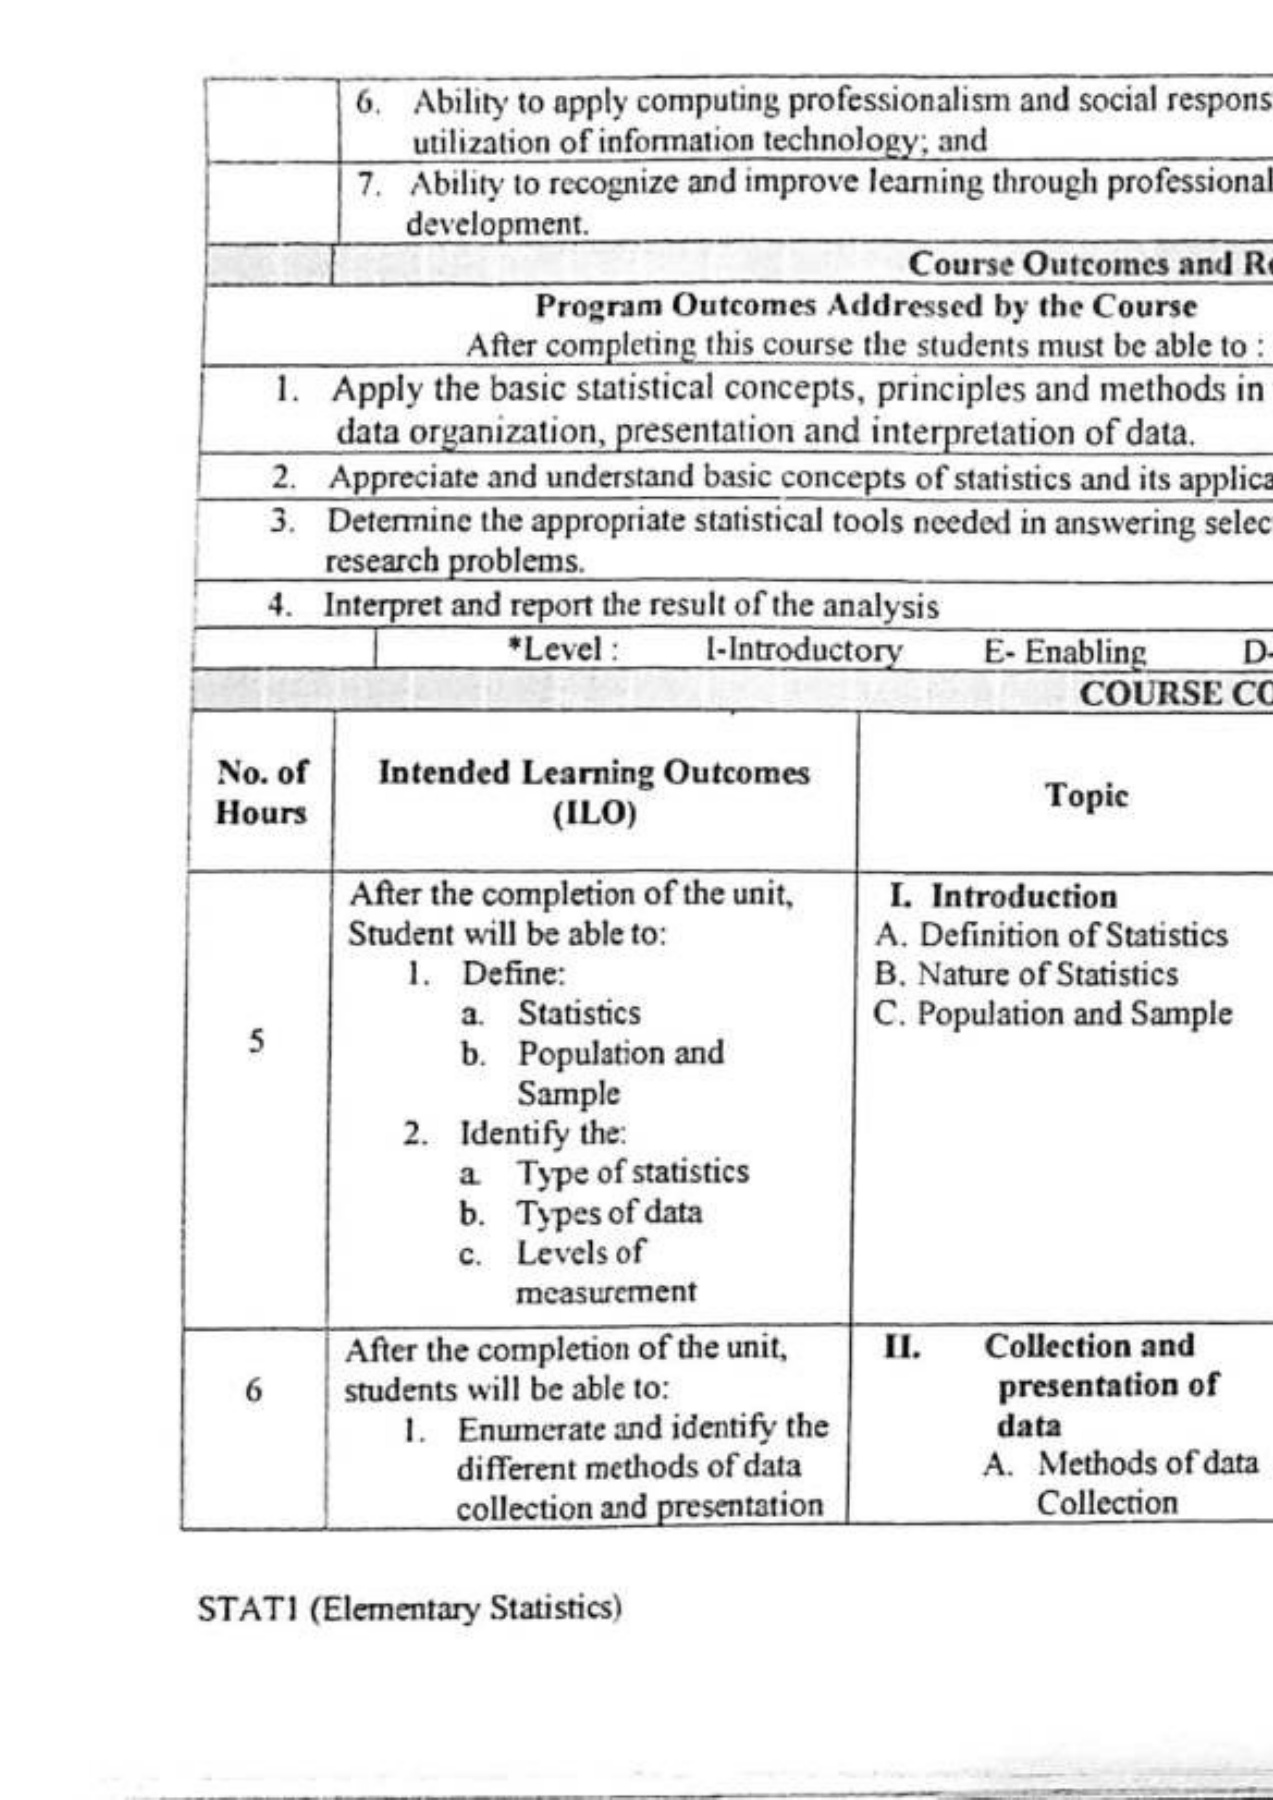 6. Ability to apply computing professionalism and social respons
utilization of information technology; and
7. Ability to recognize and improve learning through professional
development.
Course Outcomes and Re
Program Outcomes Addressed by the Course
After completing this course the students must be able to :
1. Apply the basic statistical concepts, principles and methods in
data organization, presentation and interpretation of data.
2. Appreciate and understand basic concepts of statistics and its applica
3. Determine the appropriate statistical tools needed in answering selec
research problems.
4. Interpret and report the result of the analysis
*Level : I-Introductory E- Enabling D-
COURSE CO
No. of
Hours
Intended Learning Outcomes
(ILO)
Topic
5
After the completion of the unit,
Student will be able to:
1. Define:
a. Statistics
b. Population and
Sample
2. Identify the:
a. Type of statistics
b. Types of data
c. Levels of
measurement
I. Introduction
A. Definition of Statistics
B. Nature of Statistics
C. Population and Sample
6
After the completion of the unit,
students will be able to:
1. Enumerate and identify the
different methods of data
collection and presentation
II. Collection and
presentation of
data
A. Methods of data
Collection
STAT1 (Elementary Statistics)